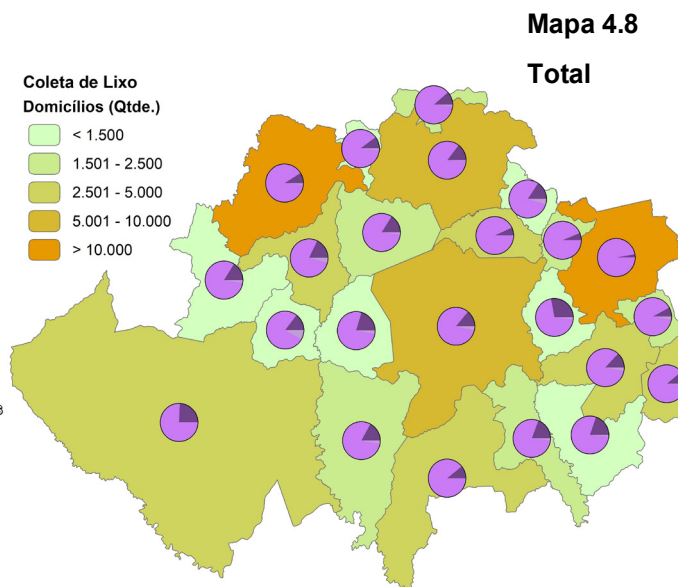 Mapa 4.8
Total
Coleta de Lixo
Domicílios (Qtde.)
< 1.500
1.501 - 2.500
2.501 - 5.000
5.001 - 10.000
> 10.000